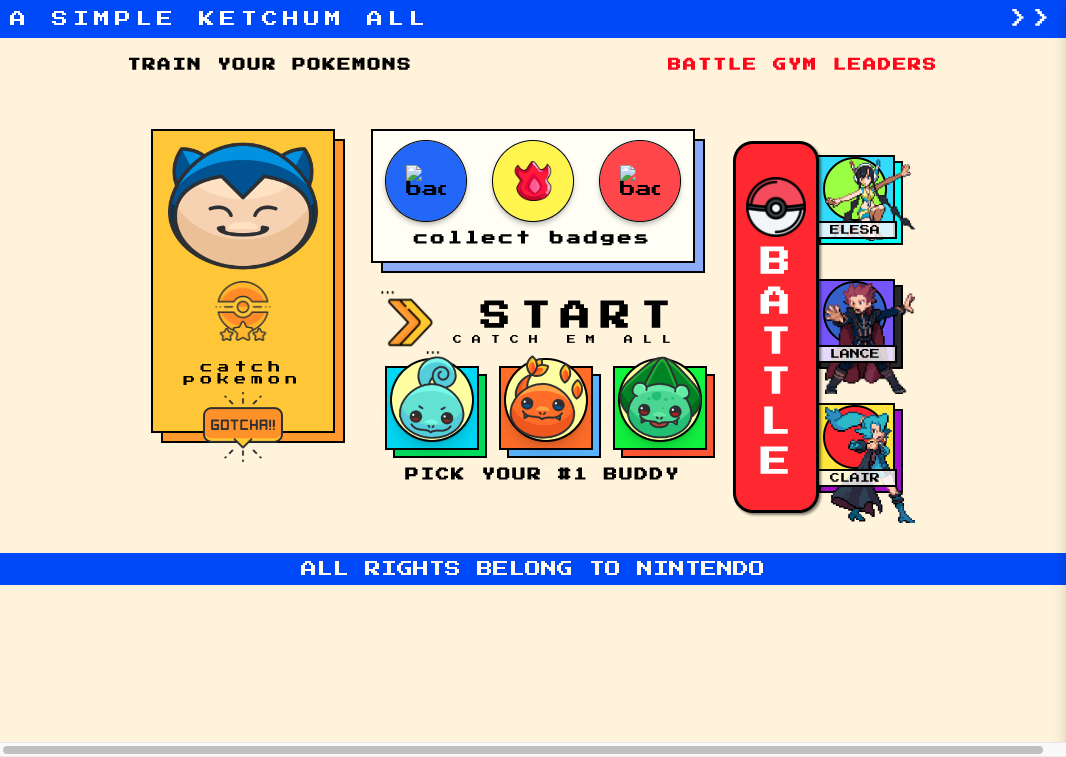 A SIMPLE KETCHUM ALL
>>
TRAIN YOUR POKEMONS
BATTLE GYM LEADERS
bac
bac
collect badges
catch
pokemon
GOTCHA!!
START
CATCH EM ALL
PICK YOUR #1 BUDDY
BATTLE
ELESA
LANCE
CLAIR
ALL RIGHTS BELONG TO NINTENDO